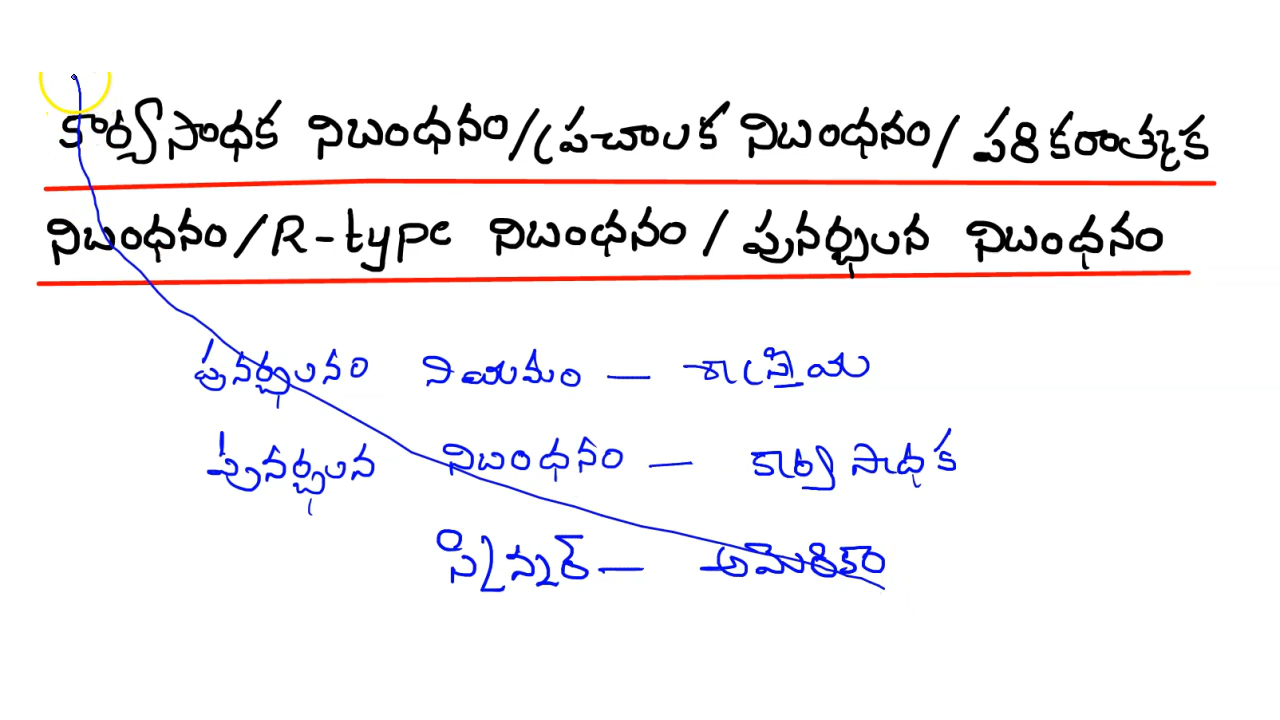 కార్యసాధక నిబంధనం/ప్రచాలక నిబంధనం/ పరికరాత్మక
నిబంధనం/R-type నిబంధనం/ పునర్బలన నిబంధనం
పునర్బలనం నియమం — శాస్త్రీయ
పునర్బలన నిబంధనం — కార్యసాధక
స్కిన్నర్ — అమెరికా